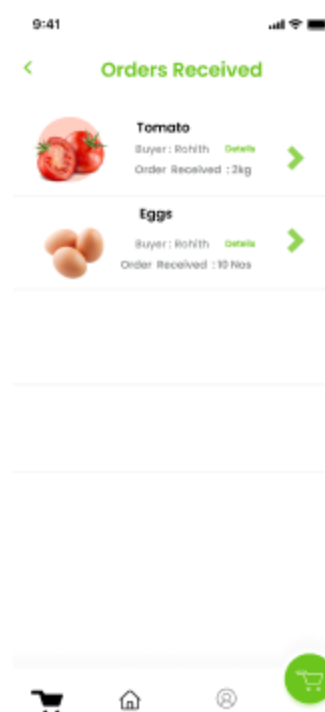 9:41
Orders Received
Tomato
Buyer: Rohith Details
Order Received : 2kg
Eggs
Buyer: Rohith Details
Order Received : 10 Nos